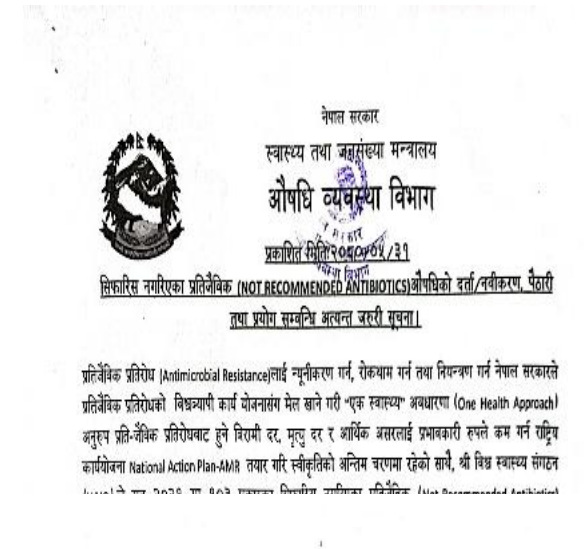 नेपाल सरकार
स्वास्थ्य तथा जनसंख्या मन्त्रालय
औषधि व्यवस्था विभाग
प्रकाशित मिति:२०८०/०५/३१
सिफारिस नगरिएका प्रतिजैविक (NOT RECOMMENDED ANTIBIOTICS)औषधिको दर्ता/नवीकरण, पैठारी
तथा प्रयोग सम्बन्धि अत्यन्त जरुरी सूचना।
प्रतिजैविक प्रतिरोध (Antimicrobial Resistance)लाई न्यूनीकरण गर्न, रोकथाम गर्न तथा नियन्त्रण गर्न नेपाल सरकारले
प्रतिजैविक प्रतिरोधको विश्वव्यापी कार्य योजनासंग मेल खाने गरी "एक स्वास्थ्य" अवधारणा (One Health Approach)
अनुरुप प्रति-जैविक प्रतिरोधवाट हुने विरामी दर, मृत्यु दर र आर्थिक असरलाई प्रभावकारी रुपले कम गर्न राष्ट्रिय
कार्ययोजना National Action Plan-AMR तयार गरि स्वीकृतिको अन्तिम चरणमा रहेको साथै, श्री विश्व स्वास्थ्य संगठन